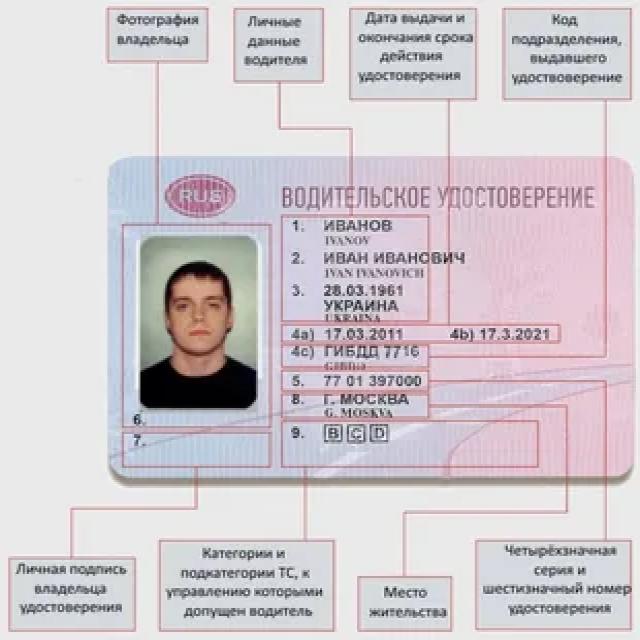 Фотография
владельца
Личные
данные
водителя
Дата выдачи и
окончания срока
действия
удостоверения
Код
подразделения,
выдавшего
удоствоверение
RUS
ВОДИТЕЛЬСКОЕ УДОСТОВЕРЕНИЕ
1. ИВАНОВ
IVANOV
2. ИВАН ИВАНОВИЧ
IVAN IVANOVICH
3. 28.03.1961
УКРАИНА
UKRAINA
4a) 17.03.2011 4b) 17.3.2021
4c) ГИБДД 7716
GIBDD
5. 77 01 397000
8. Г. МОСКВА
G. MOSKVA
6.
7.
9. B C D
Личная подпись
владельца
удостоверения
Категории и
подкатегории ТС, к
управлению которыми
допущен водитель
Место
жительства
Четырёхзначная
серия и
шестизначный номер
удостоверения